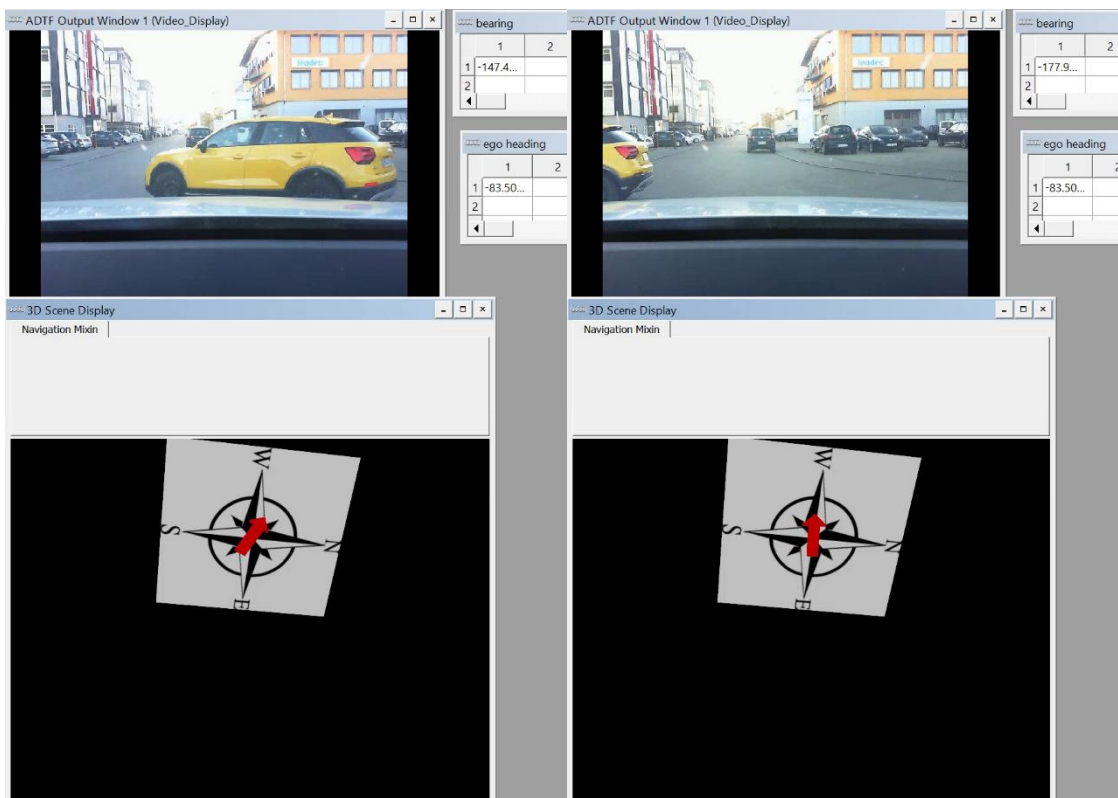 ADTF Output Window 1 (Video_Display)
bearing
1 2
1 -147.4...
2
ego heading
1 2
1 -83.50...
2
3D Scene Display
Navigation Mixin
W
S
N
E
ADTF Output Window 1 (Video_Display)
bearing
1 2
1 -177.9...
2
ego heading
1
1 -83.50...
2
3D Scene Display
Navigation Mixin
W
S
N
E